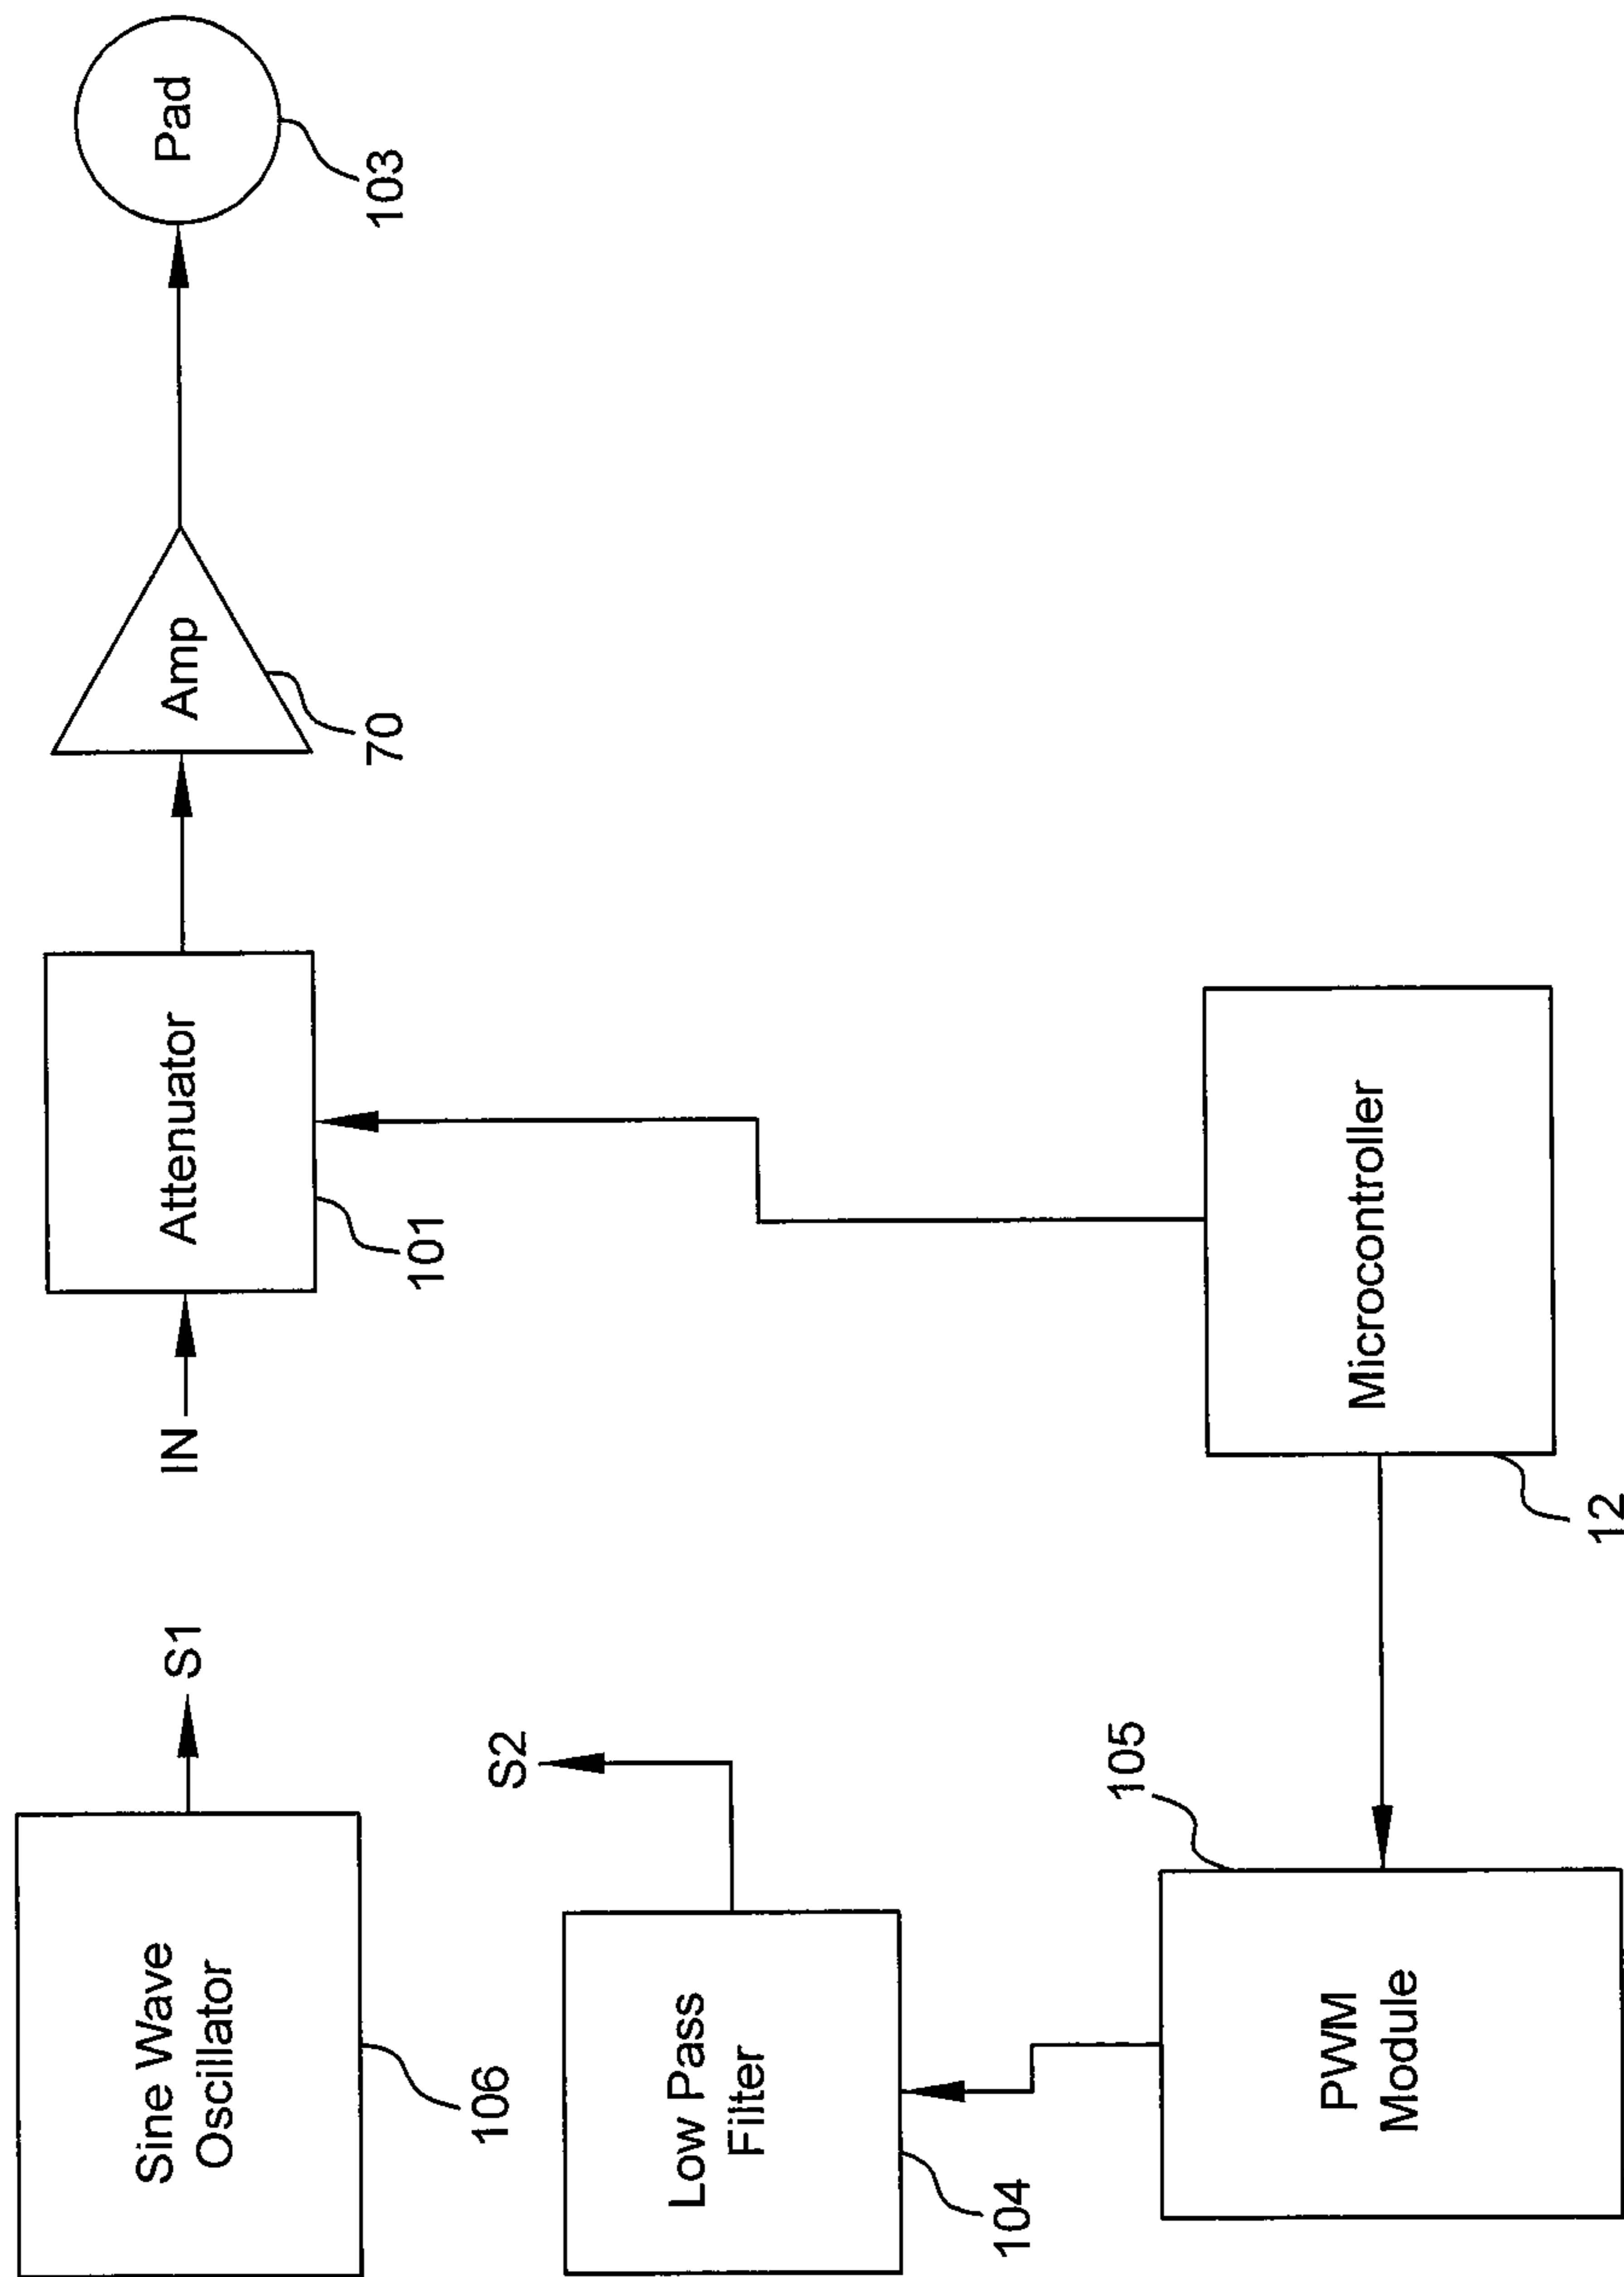 Sine Wave
Oscillator
106
S1
IN
Attenuator
101
Amp
70
Pad
103
Low Pass
Filter
104
S2
PWM
Module
105
Microcontroller
12